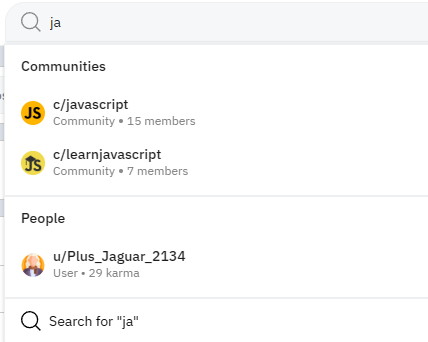 ja
Communities
JS
c/javascript
Community • 15 members
JS
c/learnjavascript
Community • 7 members
People
u/Plus_Jaguar_2134
User • 29 karma
Search for "ja"